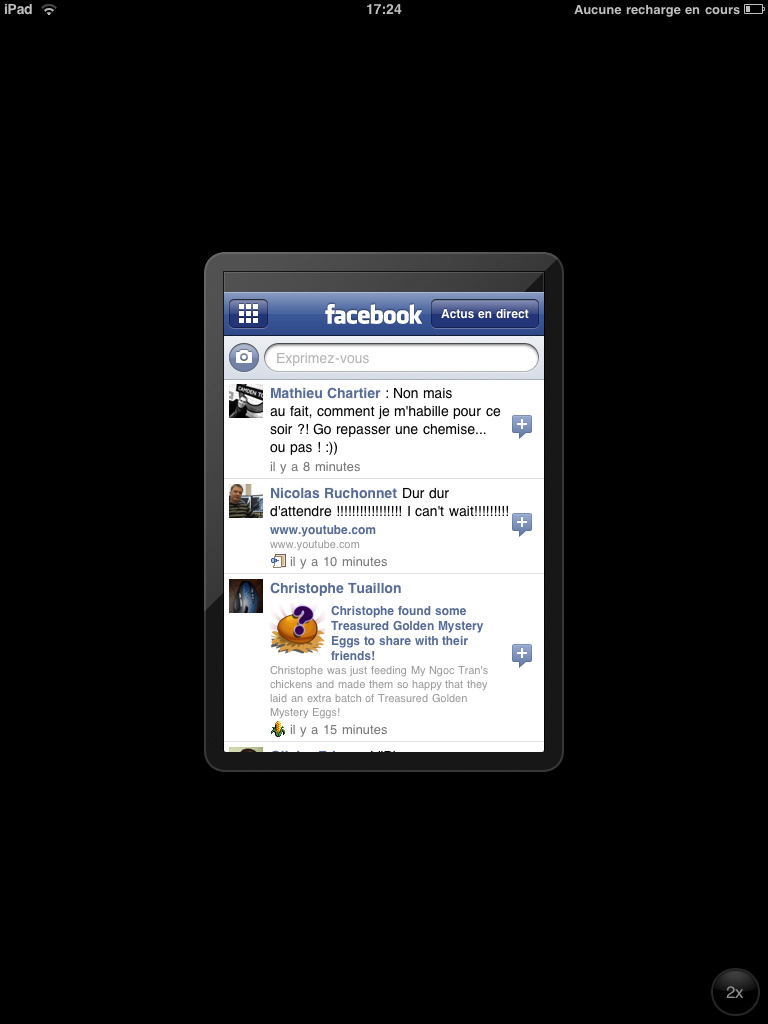 iPad 17:24 Aucune recharge en cours
facebook Actus en direct
Exprimez-vous
Mathieu Chartier : Non mais
au fait, comment je m'habille pour ce
soir ?! Go repasser une chemise...
ou pas ! :))
il y a 8 minutes
Nicolas Ruchonnet Dur dur
d'attendre !!!!!!!!!!!!!!!!! I can't wait!!!!!!!!!
www.youtube.com
www.youtube.com
il y a 10 minutes
Christophe Tuaillon
Christophe found some
Treasured Golden Mystery
Eggs to share with their
friends!
Christophe was just feeding My Ngoc Tran's
chickens and made them so happy that they
laid an extra batch of Treasured Golden
Mystery Eggs!
il y a 15 minutes
2x